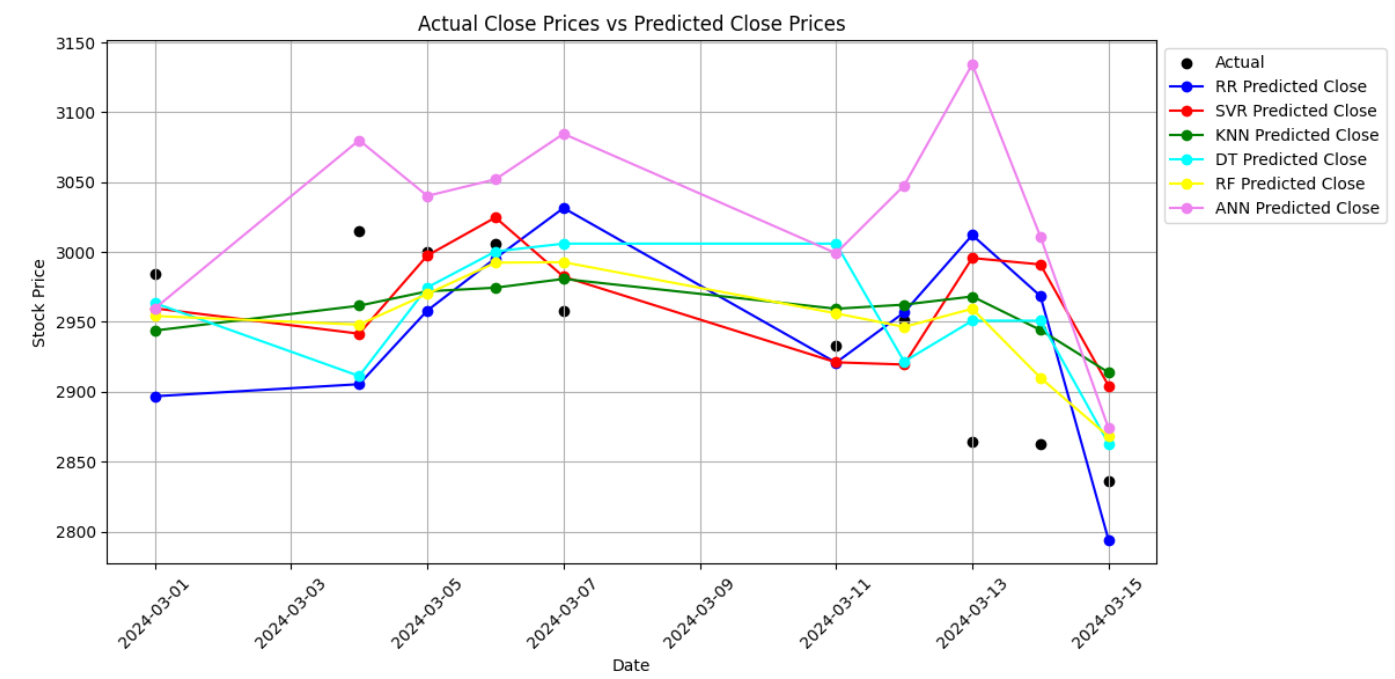 Actual Close Prices vs Predicted Close Prices
3150
3100
3050
3000
2950
2900
2850
2800
Stock Price
2024-03-01
2024-03-03
2024-03-05
2024-03-07
2024-03-09
2024-03-11
2024-03-13
2024-03-15
Date
Actual
RR Predicted Close
SVR Predicted Close
KNN Predicted Close
DT Predicted Close
RF Predicted Close
ANN Predicted Close